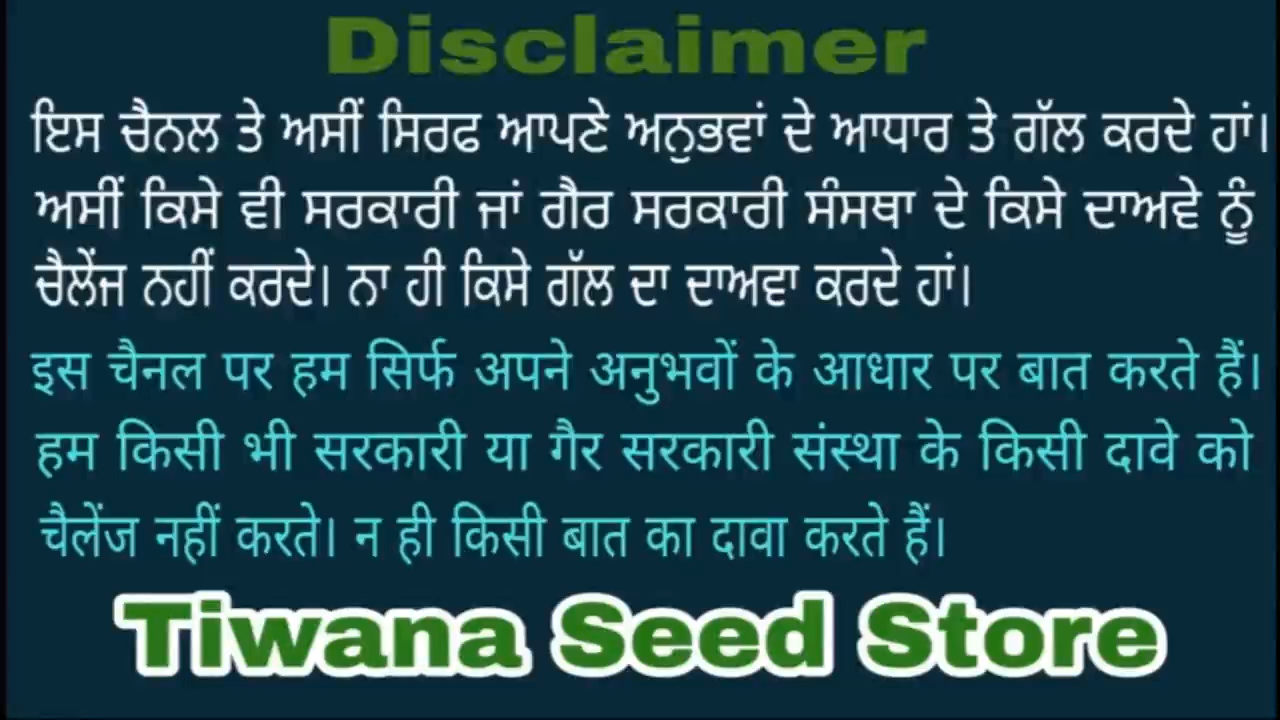 Disclaimer
ਇਸ ਚੈਨਲ ਤੇ ਅਸੀਂ ਸਿਰਫ ਆਪਣੇ ਅਨੁਭਵਾਂ ਦੇ ਆਧਾਰ ਤੇ ਗੱਲ ਕਰਦੇ ਹਾਂ।
ਅਸੀਂ ਕਿਸੇ ਵੀ ਸਰਕਾਰੀ ਜਾਂ ਗੈਰ ਸਰਕਾਰੀ ਸੰਸਥਾ ਦੇ ਕਿਸੇ ਦਾਅਵੇ ਨੂੰ
ਚੈਲੇਂਜ ਨਹੀਂ ਕਰਦੇ। ਨਾ ਹੀ ਕਿਸੇ ਗੱਲ ਦਾ ਦਾਅਵਾ ਕਰਦੇ ਹਾਂ।
इस चैनल पर हम सिर्फ अपने अनुभवों के आधार पर बात करते हैं।
हम किसी भी सरकारी या गैर सरकारी संस्था के किसी दावे को
चैलेंज नहीं करते। न ही किसी बात का दावा करते हैं।
Tiwana Seed Store